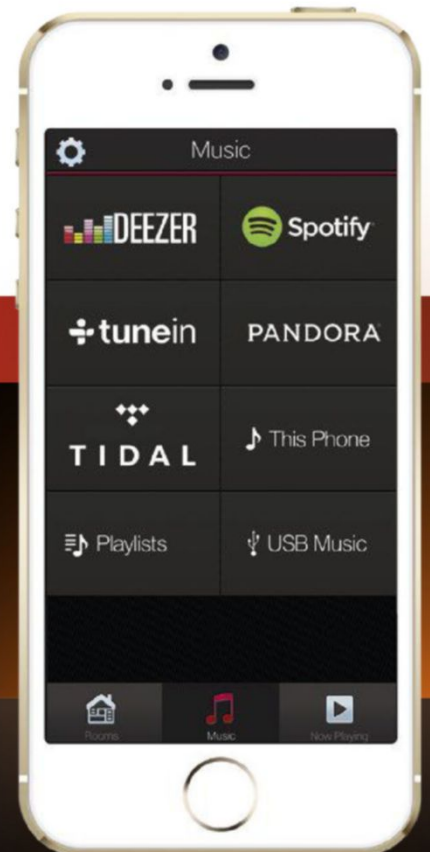 Music
DEEZER
Spotify
tunein
PANDORA
TIDAL
This Phone
Playlists
USB Music
Rooms
Music
Now Playing